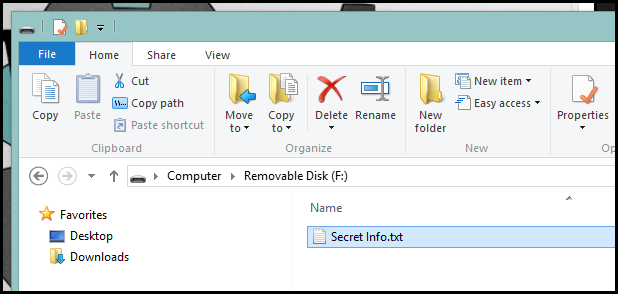 File Home Share View
Copy Paste Cut Copy path Paste shortcut Move to Copy to Delete Rename New folder New item Easy access Properties
Clipboard Organize New Op
Computer Removable Disk (F:)
Favorites
Desktop
Downloads
Name
Secret Info.txt